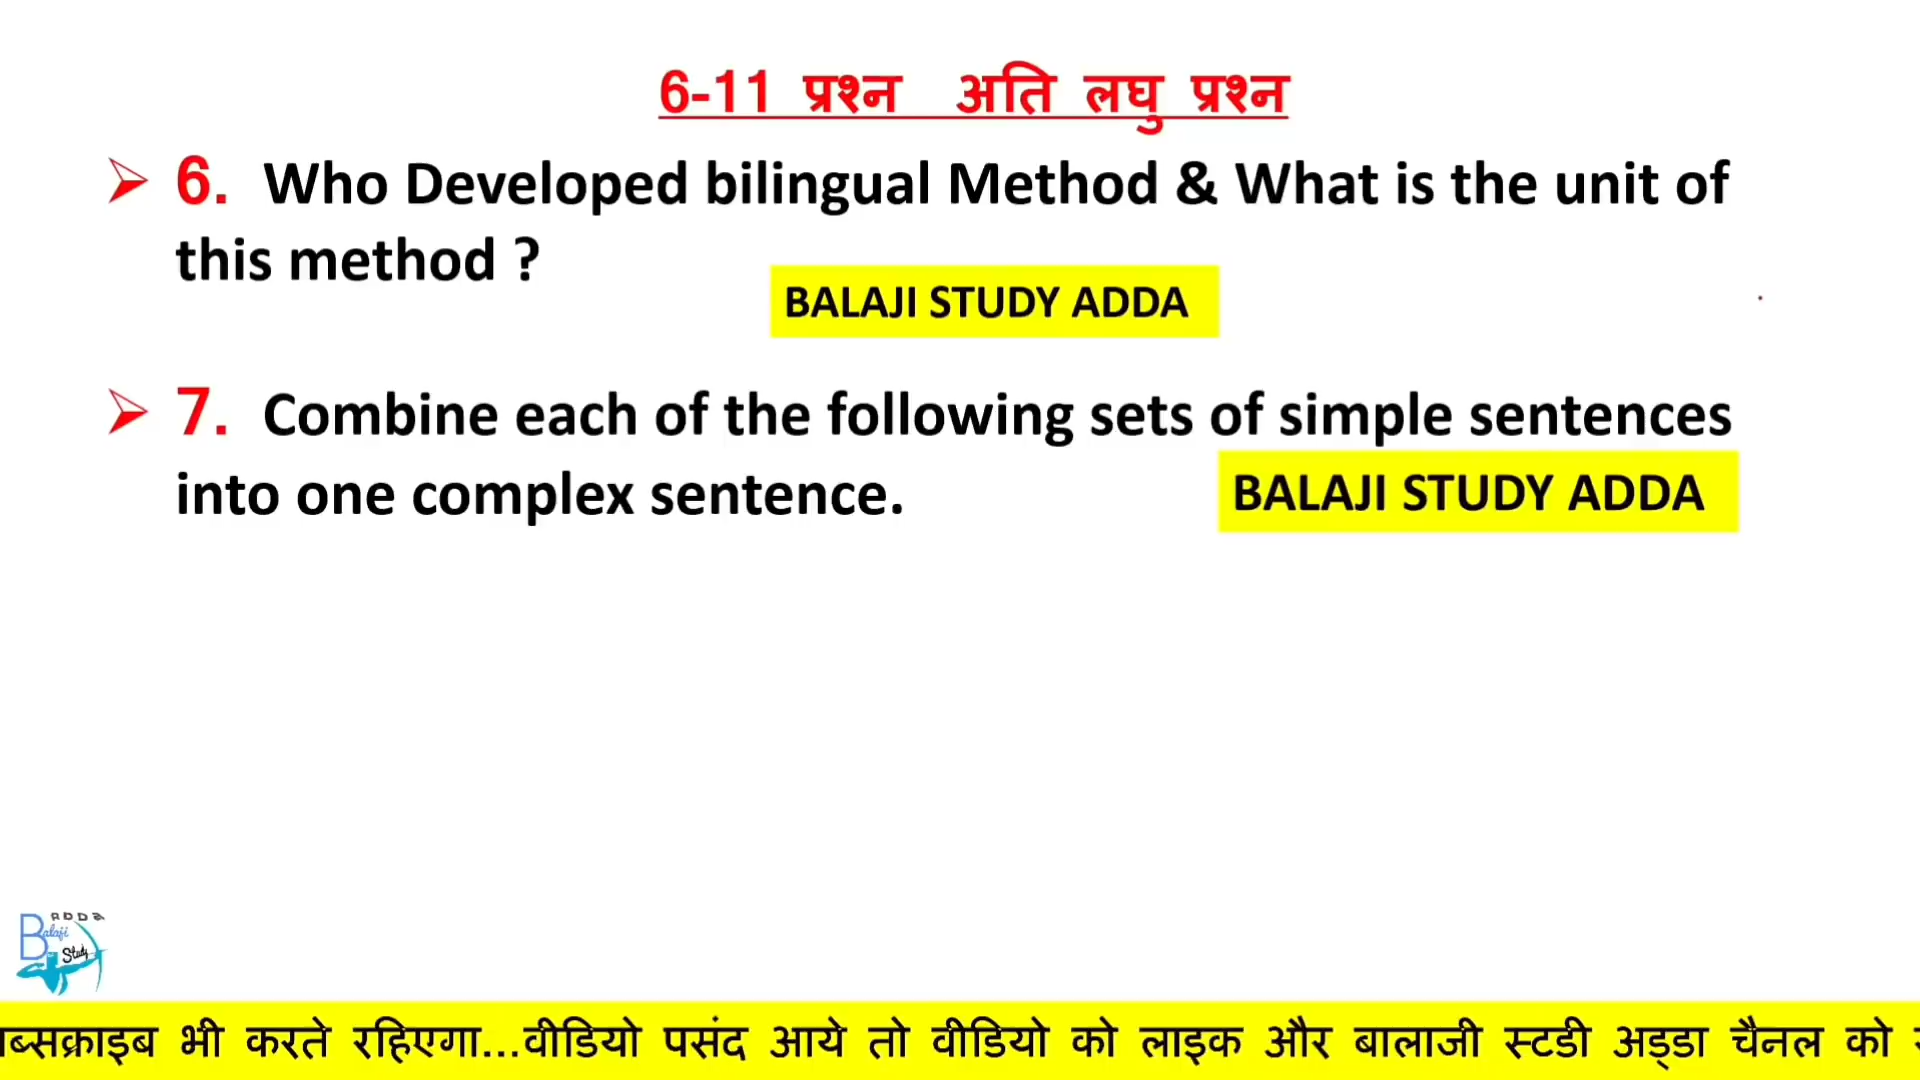 6-11 प्रश्न अति लघु प्रश्न
➢ 6. Who Developed bilingual Method & What is the unit of
this method ?
BALAJI STUDY ADDA
➢ 7. Combine each of the following sets of simple sentences
into one complex sentence.
BALAJI STUDY ADDA
ADDA
Balaji
Study
भी करते रहिएगा...वीडियो पसंद आये तो वीडियो को लाइक और बालाजी स्टडी अड्डा चैनल को